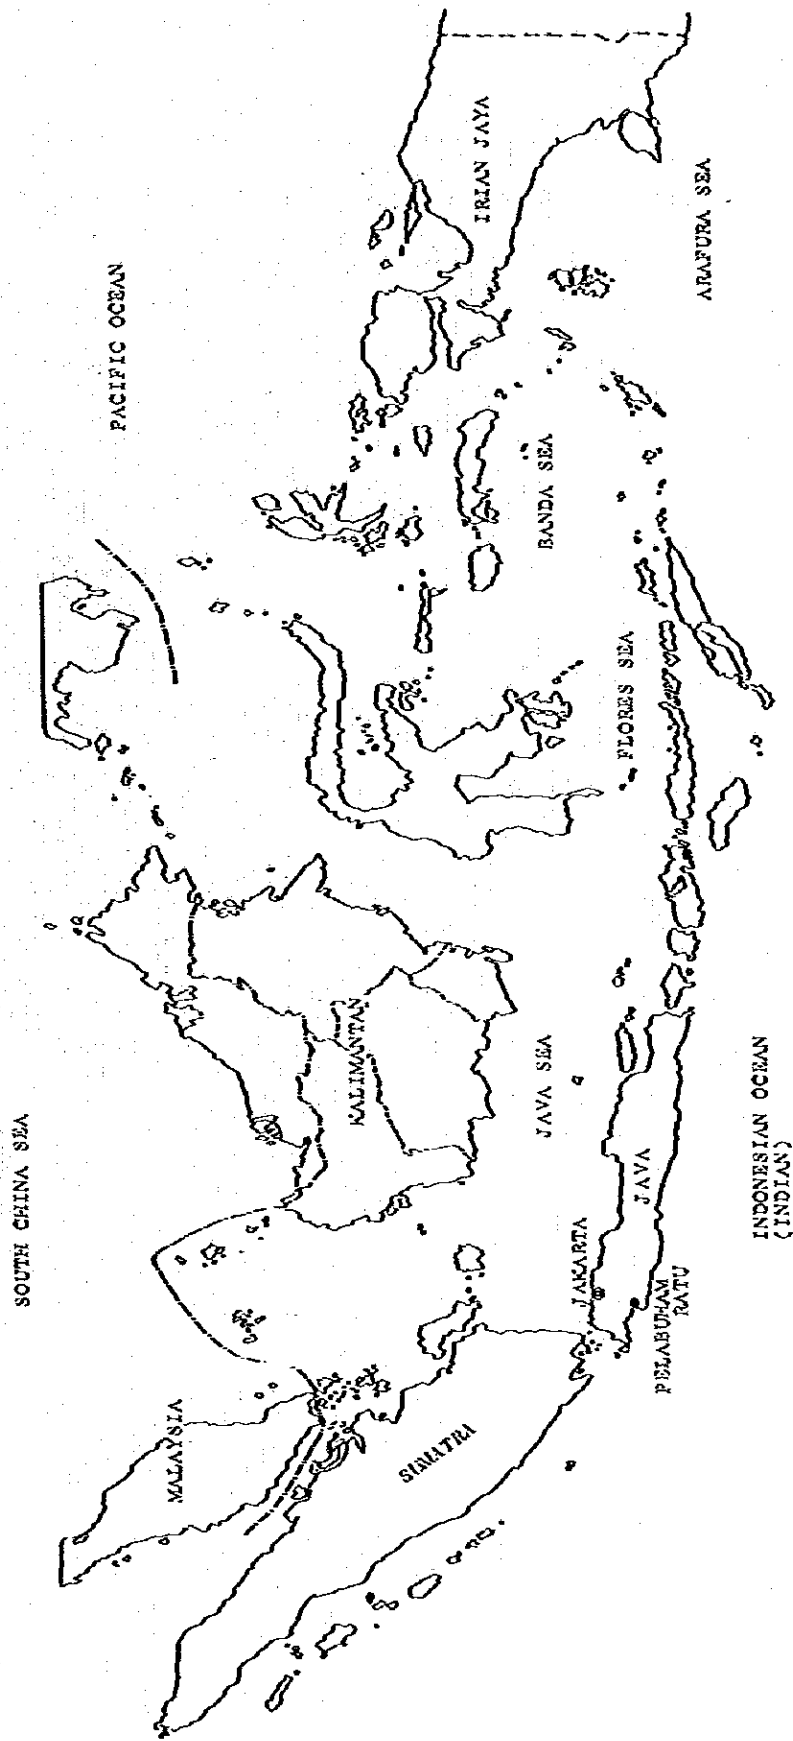 SOUTH CHINA SEA
PACIFIC OCEAN
MALAYSIA
KALIMANTAN
IRIAN JAYA
SUMATRA
BANDA SEA
JAVA SEA
FLORES SEA
ARAFURA SEA
JAKARTA
JAVA
PELABUHAM
RATU
INDONESIAN OCEAN
(INDIAN)